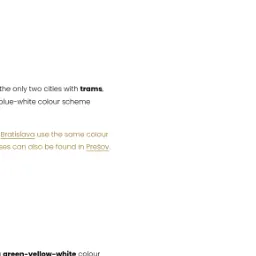 the only two cities with trams.
blue-white colour scheme
Bratislava use the same colour
can also be found in Prešov.
green-yellow-white colour